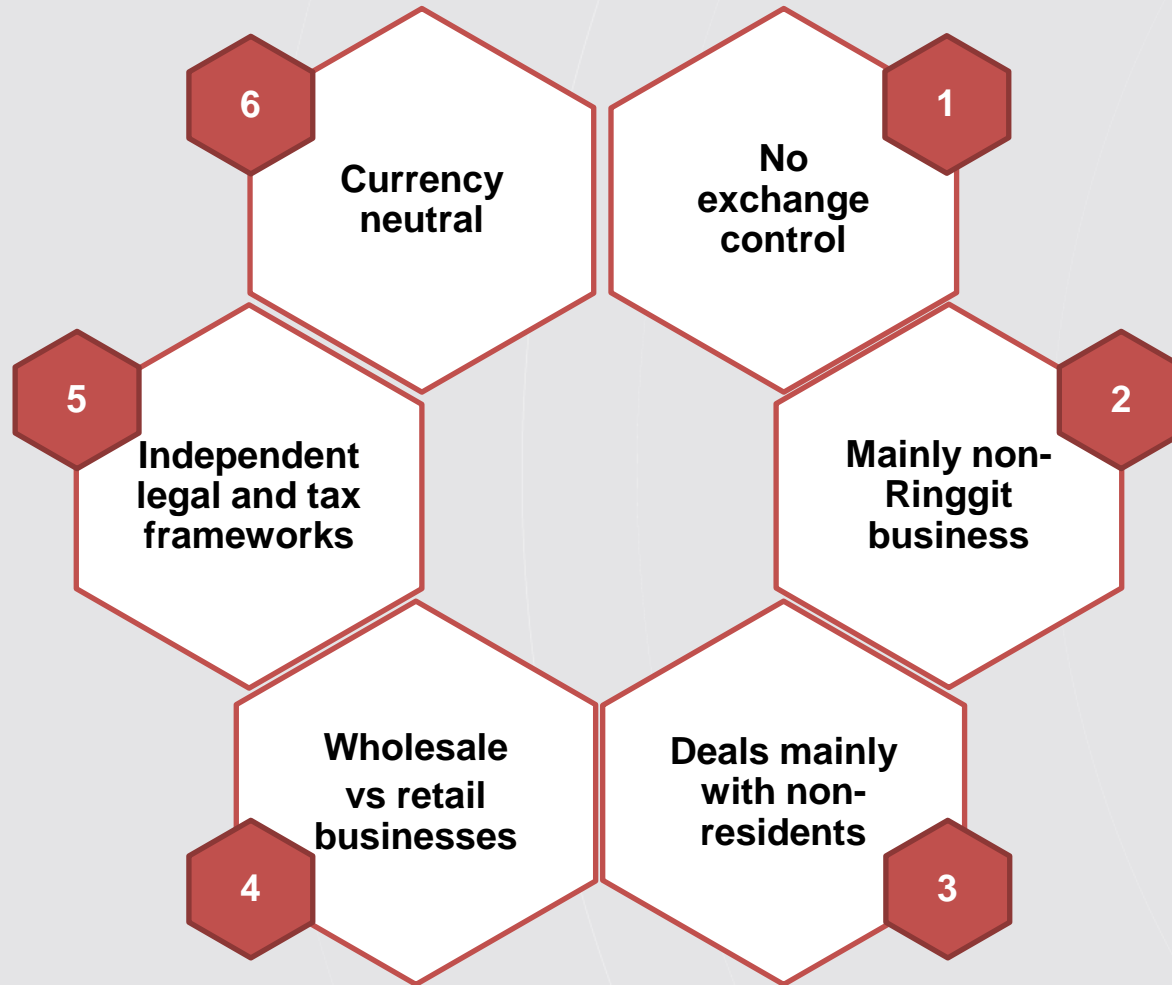 1
No
exchange
control
2
Mainly non-
Ringgit
business
3
Deals mainly
with non-
residents
4
Wholesale
vs retail
businesses
5
Independent
legal and tax
frameworks
6
Currency
neutral